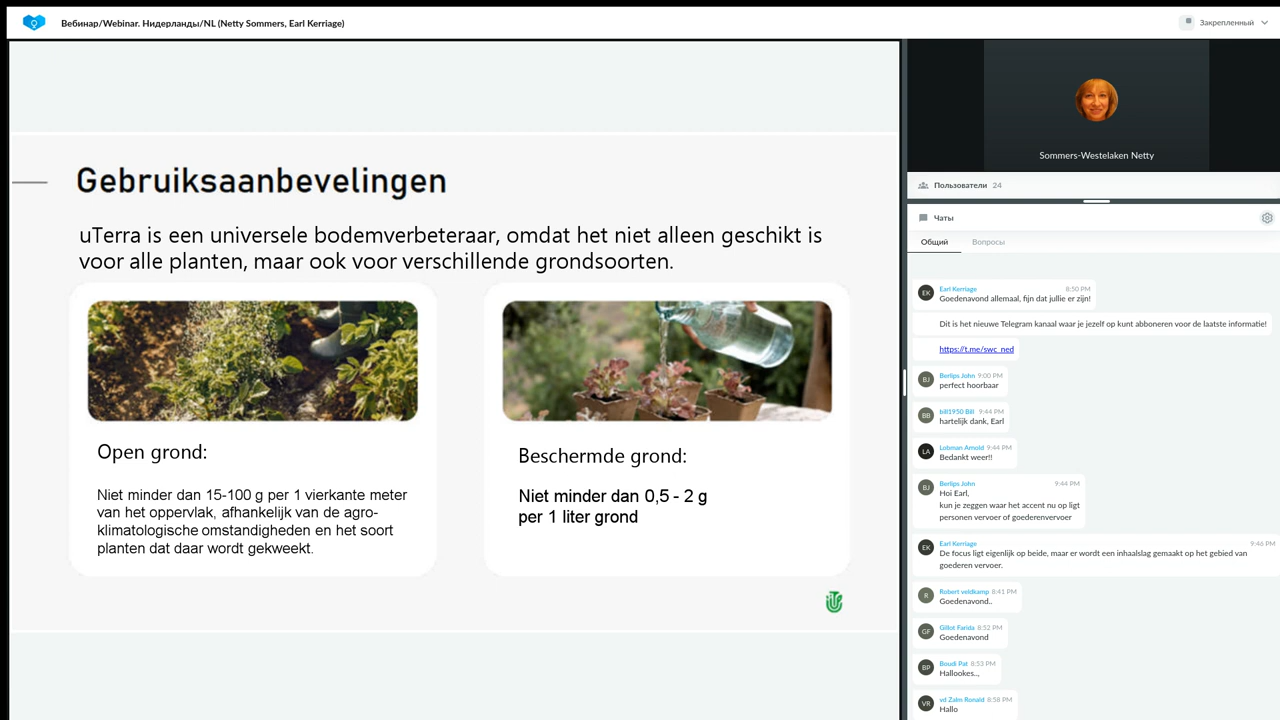 Вебинар/Webinar. Нидерланды/NL (Netty Sommers, Earl Kerriage)
Закрепленный
Gebruiksaanbevelingen
uTerra is een universele bodemverbeteraar, omdat het niet alleen geschikt is
voor alle planten, maar ook voor verschillende grondsoorten.
Open grond:
Niet minder dan 15-100 g per 1 vierkante meter
van het oppervlak, afhankelijk van de agro-
klimatologische omstandigheden en het soort
planten dat daar wordt gekweekt.
Beschermde grond:
Niet minder dan 0,5 - 2 g
per 1 liter grond
Sommers-Westelaken Netty
Пользователи 24
Чаты
Общий Вопросы
EK Earl Kerriage 8:50 PM
Goedenavond allemaal, fijn dat jullie er zijn!
Dit is het nieuwe Telegram kanaal waar je jezelf op kunt abboneren voor de laatste informatie!
https://t.me/swc_ned
BJ Berlips John 9:00 PM
perfect hoorbaar
BB bill1950 Bill 9:44 PM
hartelijk dank, Earl
LA Lobman Arnold 9:44 PM
Bedankt weer!!
BJ Berlips John 9:44 PM
Hoi Earl,
kun je zeggen waar het accent nu op ligt
personen vervoer of goederenvervoer
EK Earl Kerriage 9:46 PM
De focus ligt eigenlijk op beide, maar er wordt een inhaalslag gemaakt op het gebied van
goederen vervoer.
R Robert veldkamp 8:41 PM
Goedenavond..
GF Gillot Farida 8:52 PM
Goedenavond
BP Boudi Pat 8:53 PM
Hallookes..,
VR vd Zalm Ronald 8:58 PM
Hallo